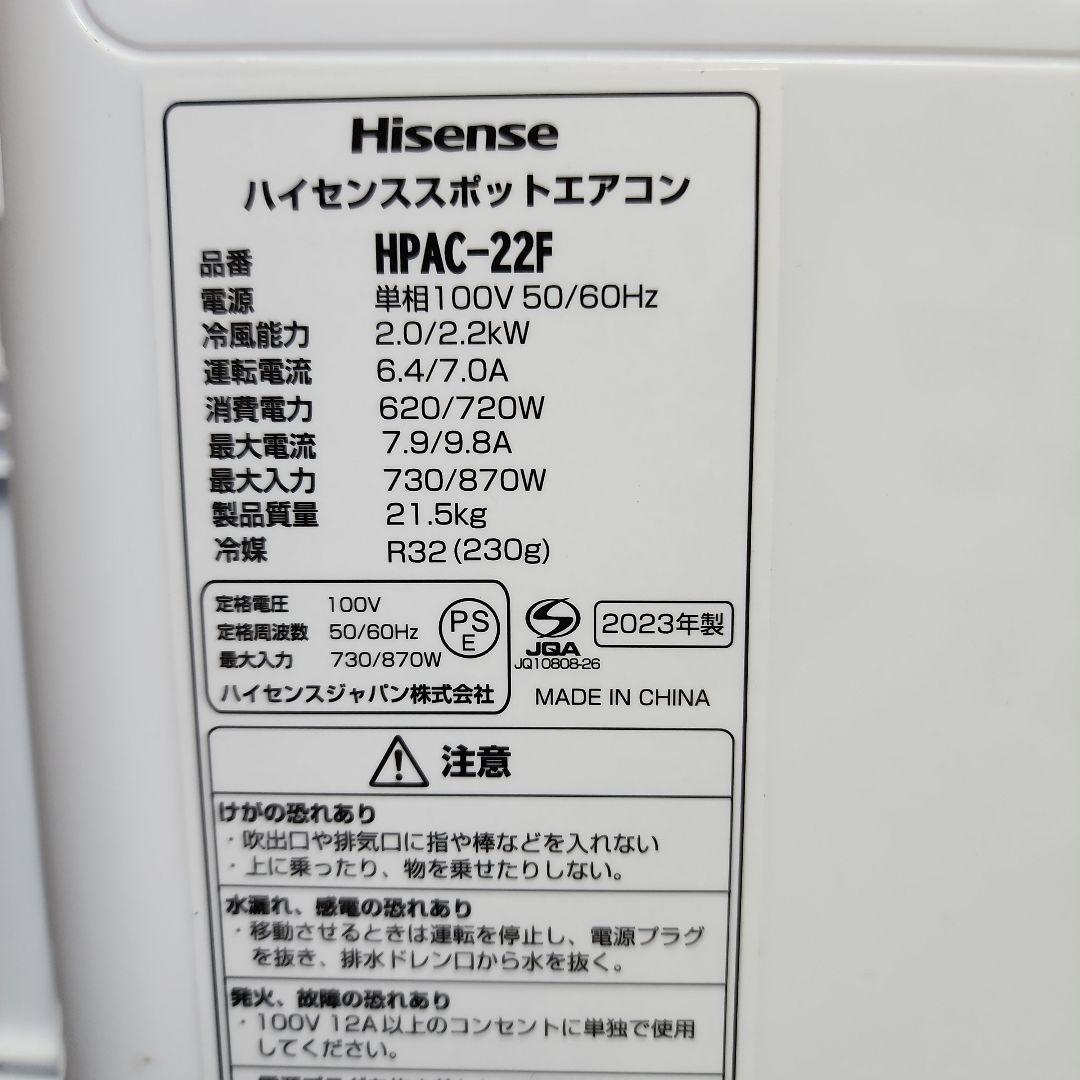 Hisense
ハイセンススポットエアコン
品番 HPAC-22F
電源 単相100V 50/60Hz
冷風能力 2.0/2.2kW
運転電流 6.4/7.0A
消費電力 620/720W
最大電流 7.9/9.8A
最大入力 730/870W
製品質量 21.5kg
冷媒 R32(230g)
定格電圧 100V
定格周波数 50/60Hz
最大入力 730/870W
ハイセンスジャパン株式会社
PS
E
JQA
JQ10808-26
2023年製
MADE IN CHINA
注意
けがの恐れあり
・吹出口や排気口に指や棒などを入れない
・上に乗ったり、物を乗せたりしない。
水漏れ、感電の恐れあり
・移動させるときは運転を停止し、電源プラグ
を抜き、排水ドレン口から水を抜く。
発火、故障の恐れあり
・100V 12A以上のコンセントに単独で使用
してください。